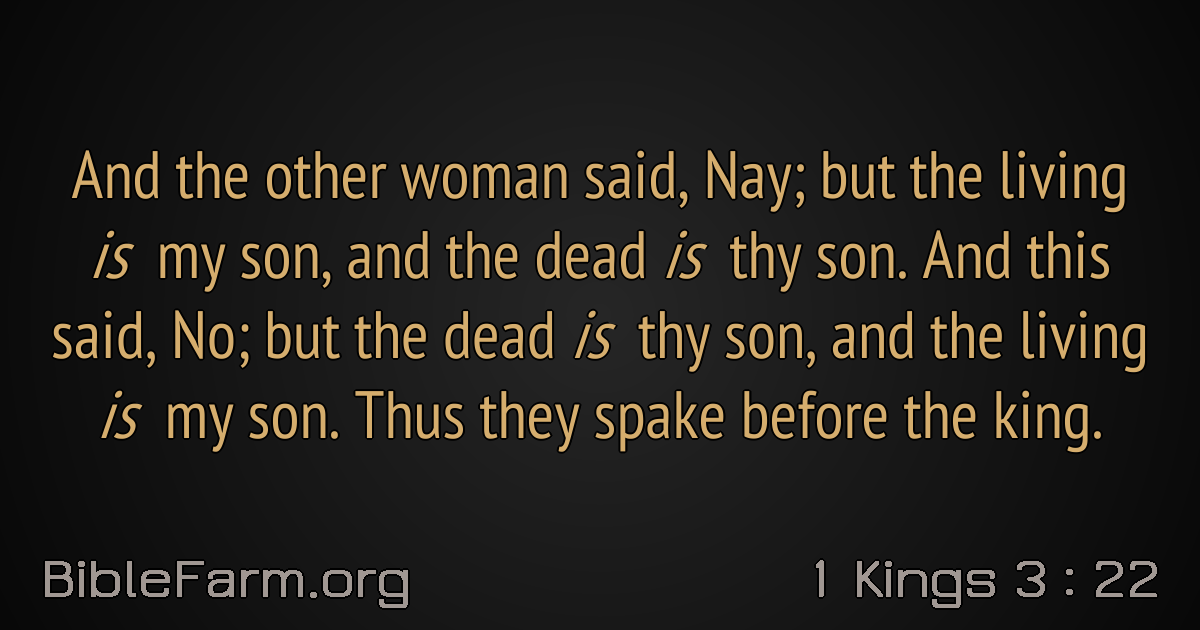 And the other woman said, Nay; but the living
is my son, and the dead is thy son. And this
said, No; but the dead is thy son, and the living
is my son. Thus they spake before the king.
BibleFarm.org
1 Kings 3 : 22